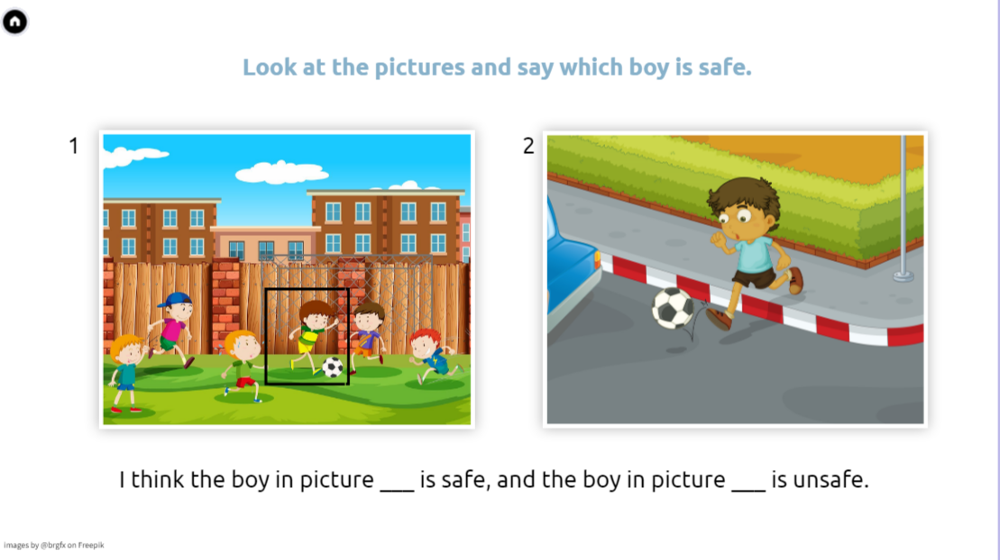 Look at the pictures and say which boy is safe.
1
2
I think the boy in picture ___ is safe, and the boy in picture ___ is unsafe.
Images by @brgfx on Freepik